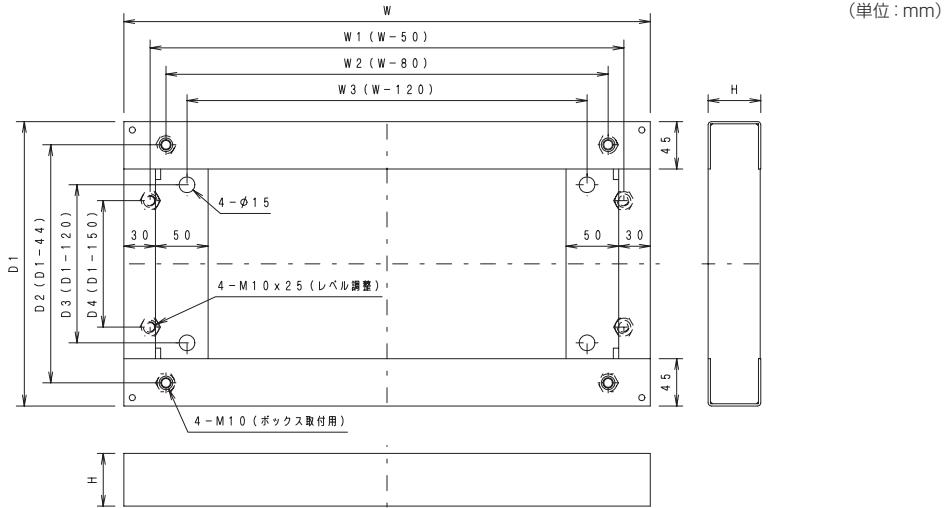 (単位:mm)
W
W1(W-50)
W2(W-80)
W3(W-120)
H
45
4-φ15
30
50
50
30
D1
D2(D1-44)
D3(D1-120)
D4(D1-150)
4-M10x25(レベル調整)
45
4-M10(ボックス取付用)
H